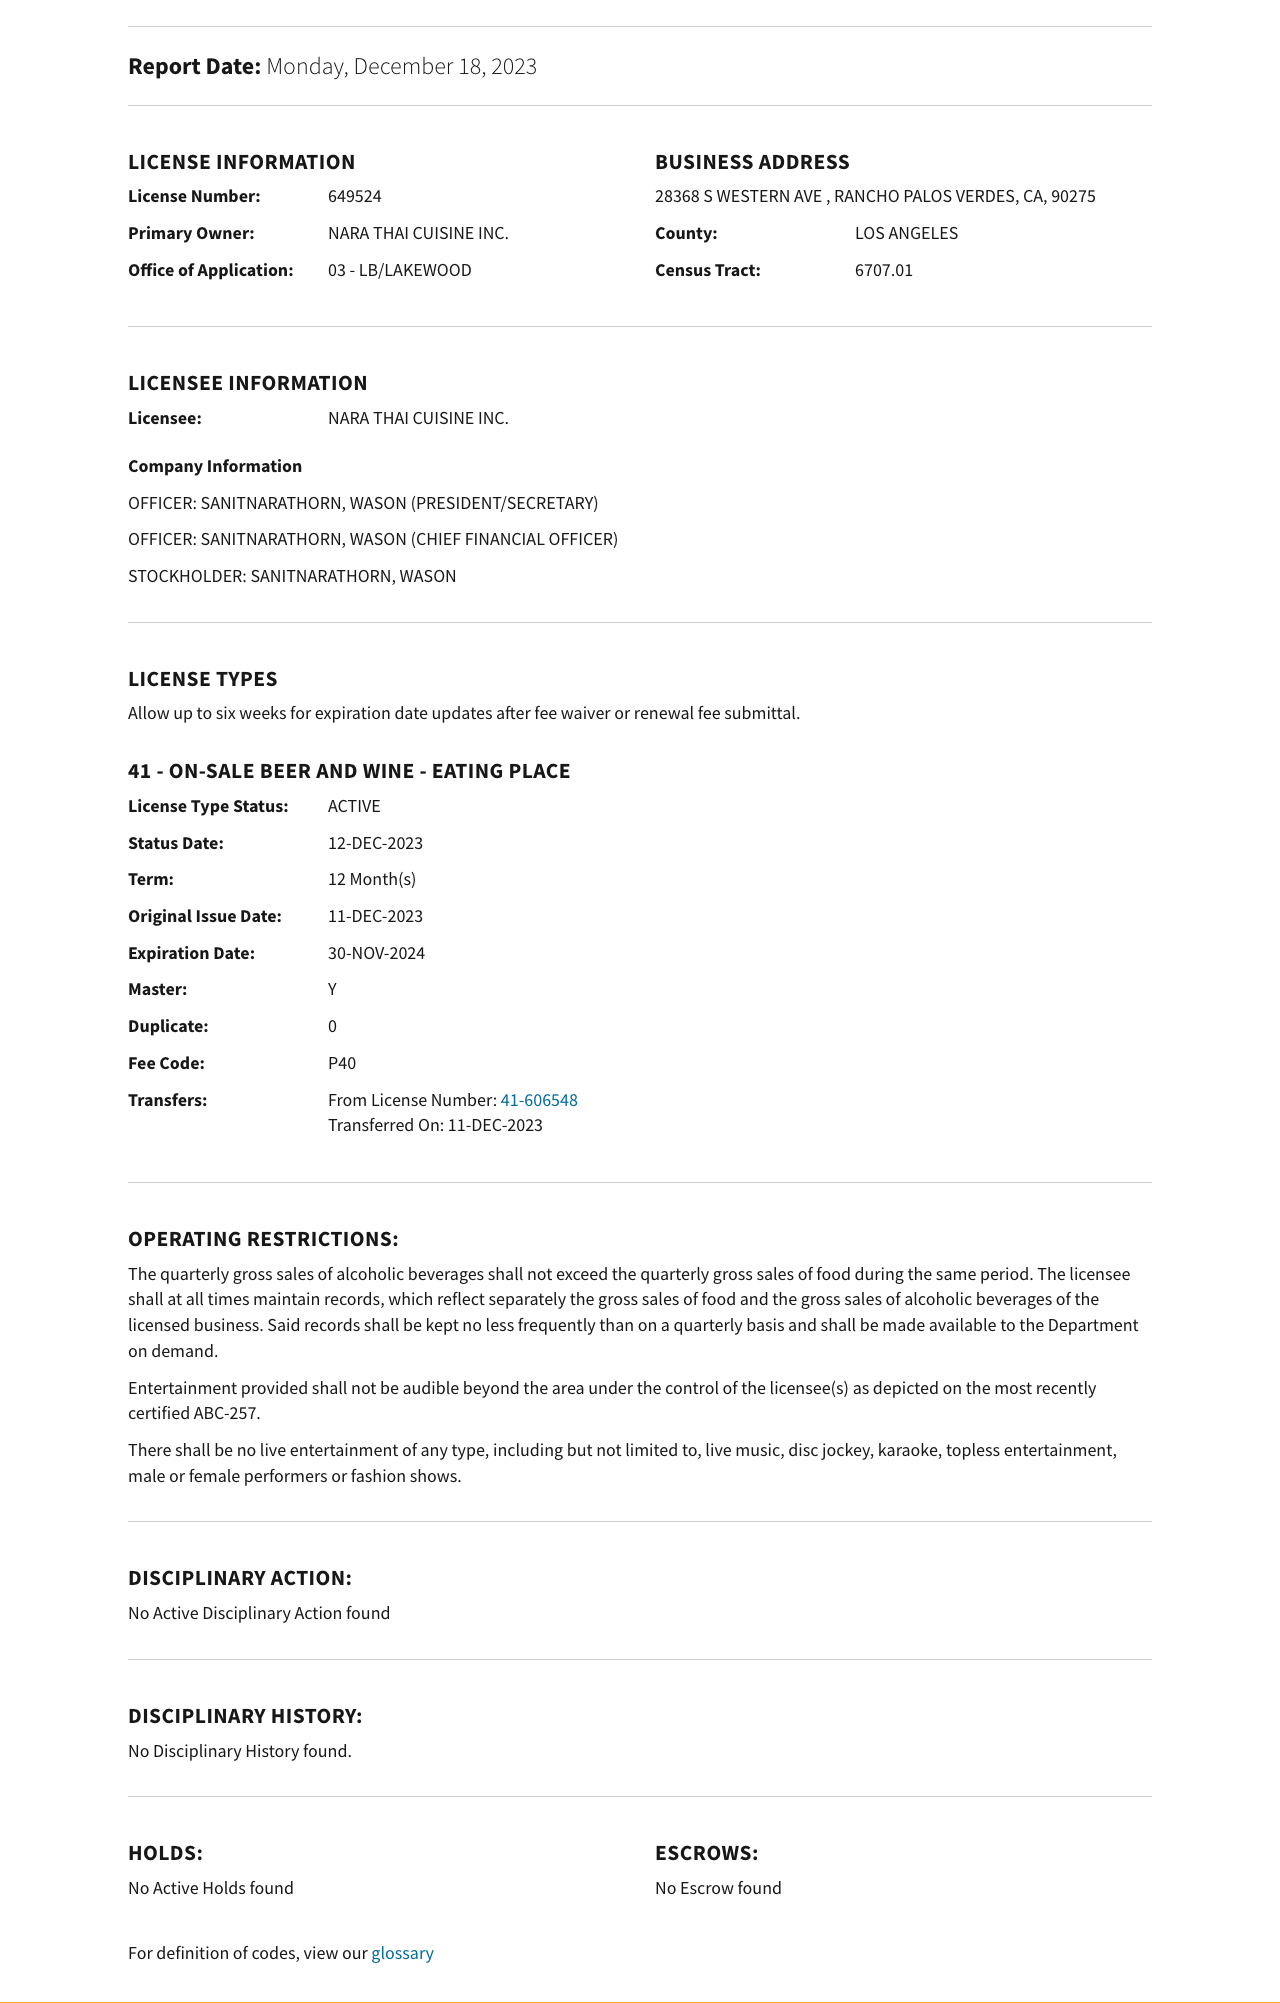 Report Date: Monday, December 18, 2023
LICENSE INFORMATION
License Number: 649524
Primary Owner: NARA THAI CUISINE INC.
Office of Application: 03 - LB/LAKEWOOD
BUSINESS ADDRESS
28368 S WESTERN AVE , RANCHO PALOS VERDES, CA, 90275
County: LOS ANGELES
Census Tract: 6707.01
LICENSEE INFORMATION
Licensee: NARA THAI CUISINE INC.
Company Information
OFFICER: SANITNARATHORN, WASON (PRESIDENT/SECRETARY)
OFFICER: SANITNARATHORN, WASON (CHIEF FINANCIAL OFFICER)
STOCKHOLDER: SANITNARATHORN, WASON
LICENSE TYPES
Allow up to six weeks for expiration date updates after fee waiver or renewal fee submittal.
41 - ON-SALE BEER AND WINE - EATING PLACE
License Type Status: ACTIVE
Status Date: 12-DEC-2023
Term: 12 Month(s)
Original Issue Date: 11-DEC-2023
Expiration Date: 30-NOV-2024
Master: Y
Duplicate: 0
Fee Code: P40
Transfers: From License Number: 41-606548
Transferred On: 11-DEC-2023
OPERATING RESTRICTIONS:
The quarterly gross sales of alcoholic beverages shall not exceed the quarterly gross sales of food during the same period. The licensee
shall at all times maintain records, which reflect separately the gross sales of food and the gross sales of alcoholic beverages of the
licensed business. Said records shall be kept no less frequently than on a quarterly basis and shall be made available to the Department
on demand.
Entertainment provided shall not be audible beyond the area under the control of the licensee(s) as depicted on the most recently
certified ABC-257.
There shall be no live entertainment of any type, including but not limited to, live music, disc jockey, karaoke, topless entertainment,
male or female performers or fashion shows.
DISCIPLINARY ACTION:
No Active Disciplinary Action found
DISCIPLINARY HISTORY:
No Disciplinary History found.
HOLDS:
No Active Holds found
ESCROWS:
No Escrow found
For definition of codes, view our glossary